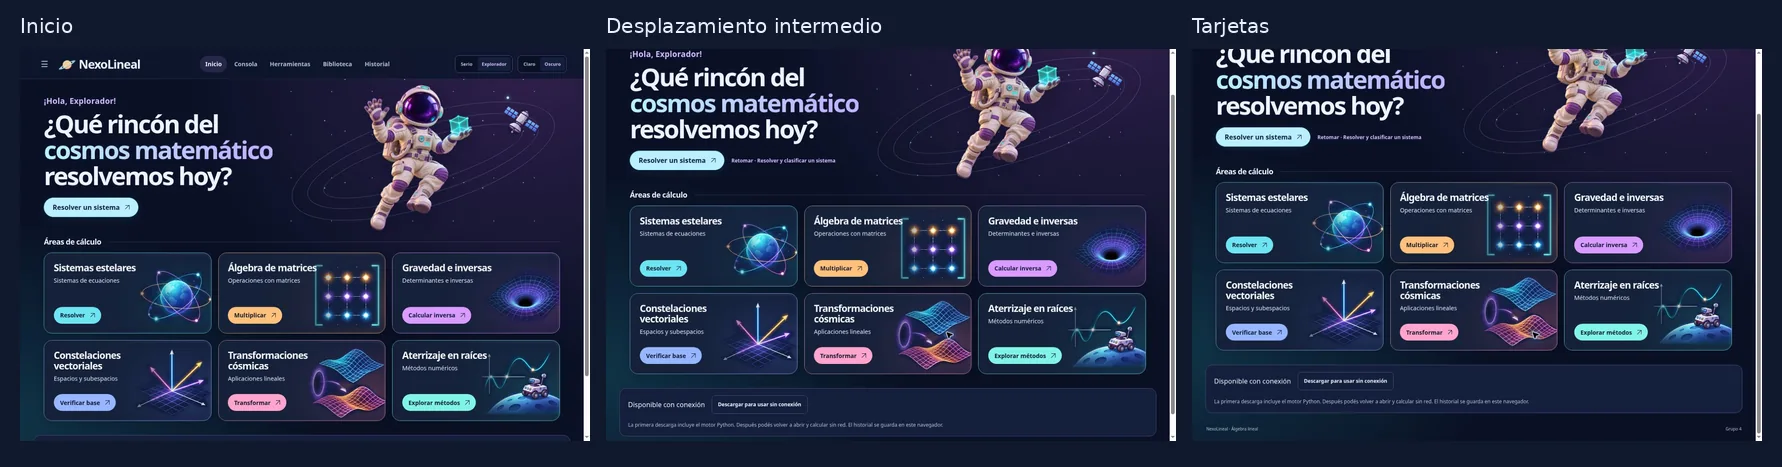 Inicio
☰ NexoLineal Inicio Consola Herramientas Biblioteca Historial Serio Explorador Claro Oscuro
¡Hola, Explorador!
¿Qué rincón del
cosmos matemático
resolvemos hoy?
Resolver un sistema ↗
Áreas de cálculo
Sistemas estelares
Sistemas de ecuaciones
Resolver ↗
Álgebra de matrices
Operaciones con matrices
Multiplicar ↗
Gravedad e inversas
Determinantes e inversas
Calcular inversa ↗
Constelaciones
vectoriales
Espacios y subespacios
Verificar base ↗
Transformaciones
cósmicas
Aplicaciones lineales
Transformar ↗
Aterrizaje en raíces
Métodos numéricos
Explorar métodos ↗
Desplazamiento intermedio
¡Hola, Explorador!
¿Qué rincón del
cosmos matemático
resolvemos hoy?
Resolver un sistema ↗ Retomar · Resolver y clasificar un sistema
Áreas de cálculo
Sistemas estelares
Sistemas de ecuaciones
Resolver ↗
Álgebra de matrices
Operaciones con matrices
Multiplicar ↗
Gravedad e inversas
Determinantes e inversas
Calcular inversa ↗
Constelaciones
vectoriales
Espacios y subespacios
Verificar base ↗
Transformaciones
cósmicas
Aplicaciones lineales
Transformar ↗
Aterrizaje en raíces
Métodos numéricos
Explorar métodos ↗
Disponible con conexión Descargar para usar sin conexión
La primera descarga incluye el motor Python. Después podés volver a abrir y calcular sin red. El historial se guarda en este navegador.
Tarjetas
¿Qué rincón del
cosmos matemático
resolvemos hoy?
Resolver un sistema ↗ Retomar · Resolver y clasificar un sistema
Áreas de cálculo
Sistemas estelares
Sistemas de ecuaciones
Resolver ↗
Álgebra de matrices
Operaciones con matrices
Multiplicar ↗
Gravedad e inversas
Determinantes e inversas
Calcular inversa ↗
Constelaciones
vectoriales
Espacios y subespacios
Verificar base ↗
Transformaciones
cósmicas
Aplicaciones lineales
Transformar ↗
Aterrizaje en raíces
Métodos numéricos
Explorar métodos ↗
Disponible con conexión Descargar para usar sin conexión
La primera descarga incluye el motor Python. Después podés volver a abrir y calcular sin red. El historial se guarda en este navegador.
NexoLineal · Álgebra lineal Grupo 4